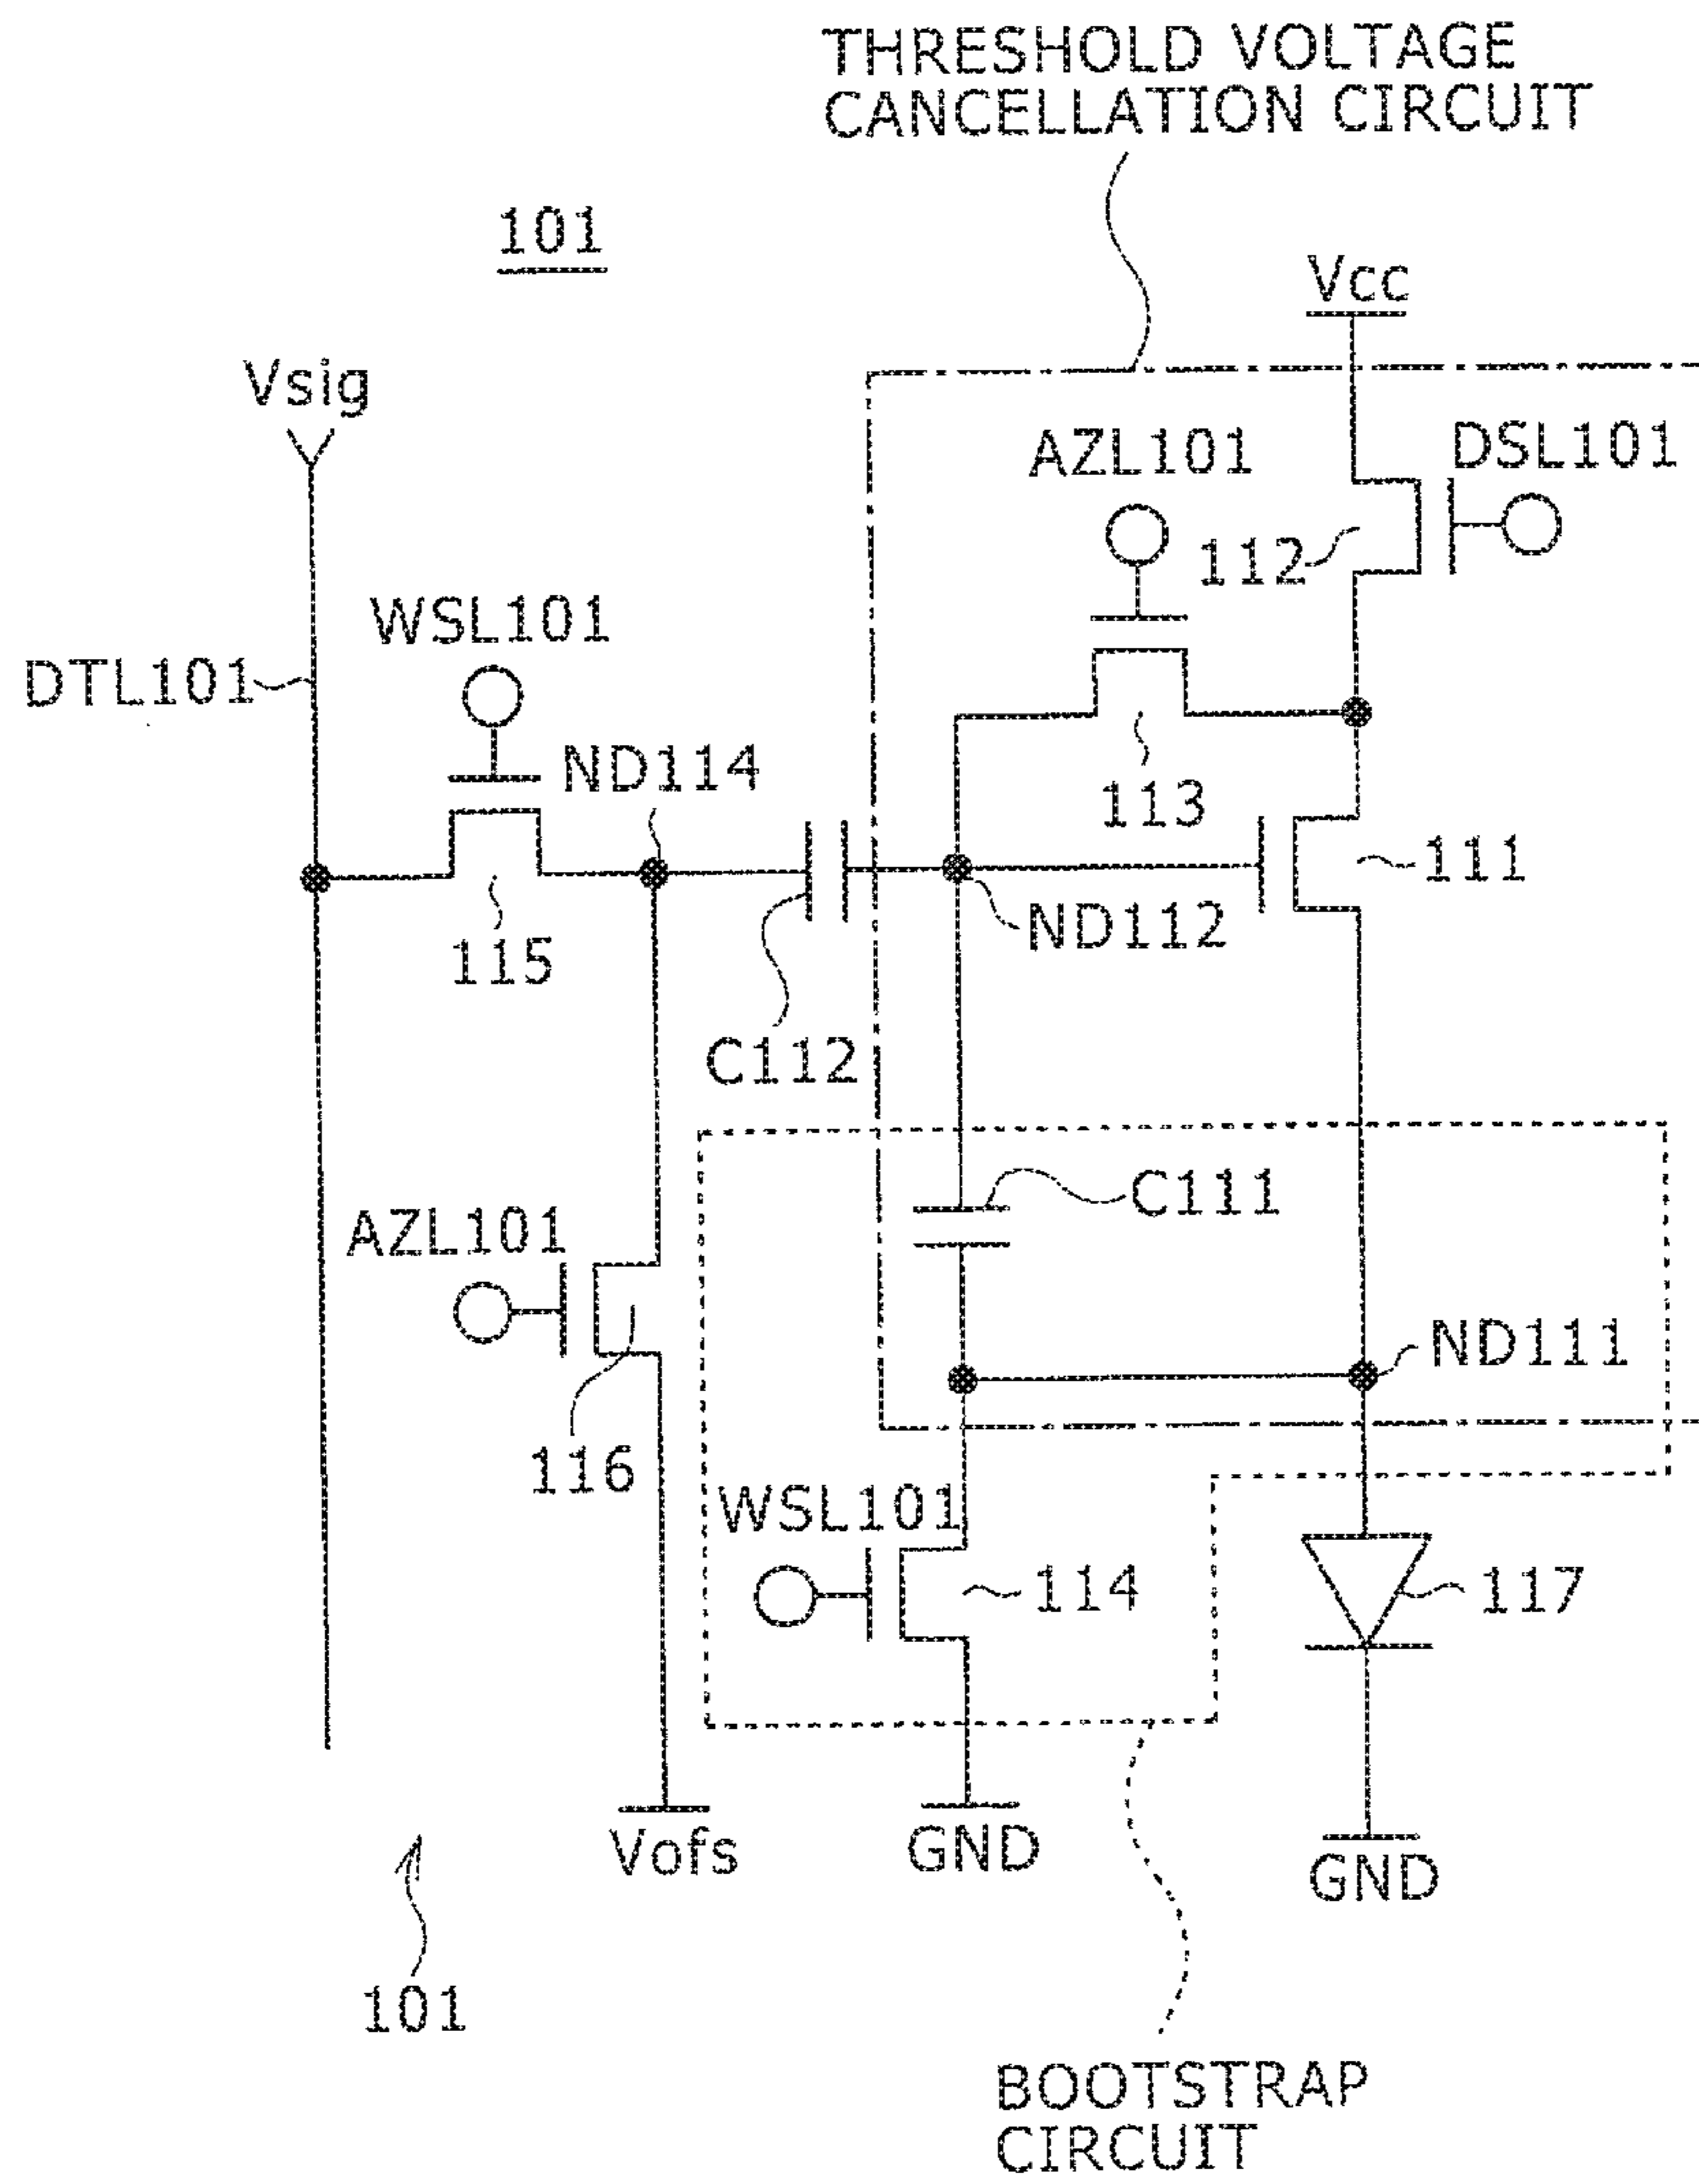 THRESHOLD VOLTAGE
CANCELLATION CIRCUIT
101
Vcc
Vsig
AZL101
DSL101
112
WSL101
DTL101
ND114
113
111
ND112
115
C112
C111
AZL101
ND111
116
WSL101
114
117
Vofs
GND
GND
101
BOOTSTRAP
CIRCUIT